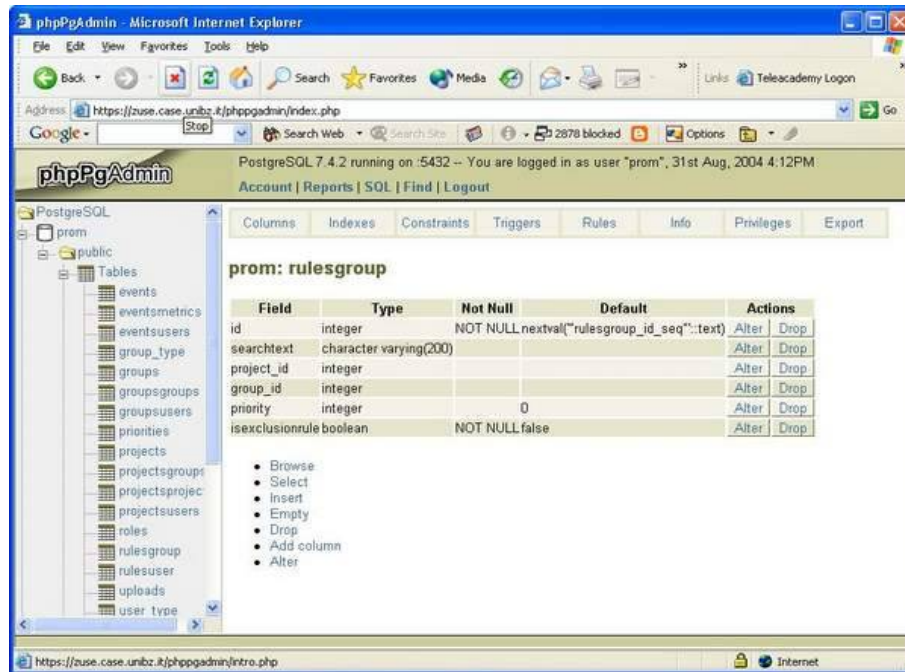 phpPgAdmin - Microsoft Internet Explorer
File Edit View Favorites Tools Help
Back Search Favorites Media » Links Teleacademy Logon »
Address https://zuse.case.unibz.it/phppgadmin/index.php Go
Stop
Google Search Web Search Site 2878 blocked Options
phpPgAdmin
PostgreSQL 7.4.2 running on :5432 -- You are logged in as user "prom", 31st Aug, 2004 4:12PM
Account | Reports | SQL | Find | Logout
PostgreSQL
prom
public
Tables
events
eventsmetrics
eventsusers
group_type
groups
groupsgroups
groupsusers
priorities
projects
projectsgroups
projectsprojec
projectsusers
roles
rulesgroup
rulesuser
uploads
user_type
Columns Indexes Constraints Triggers Rules Info Privileges Export
prom: rulesgroup
Field Type Not Null Default Actions
id integer NOT NULL nextval('"rulesgroup_id_seq"'::text) Alter Drop
searchtext character varying(200) Alter Drop
project_id integer Alter Drop
group_id integer Alter Drop
priority integer 0 Alter Drop
isexclusionrule boolean NOT NULL false Alter Drop
• Browse
• Select
• Insert
• Empty
• Drop
• Add column
• Alter
https://zuse.case.unibz.it/phppgadmin/intro.php Internet